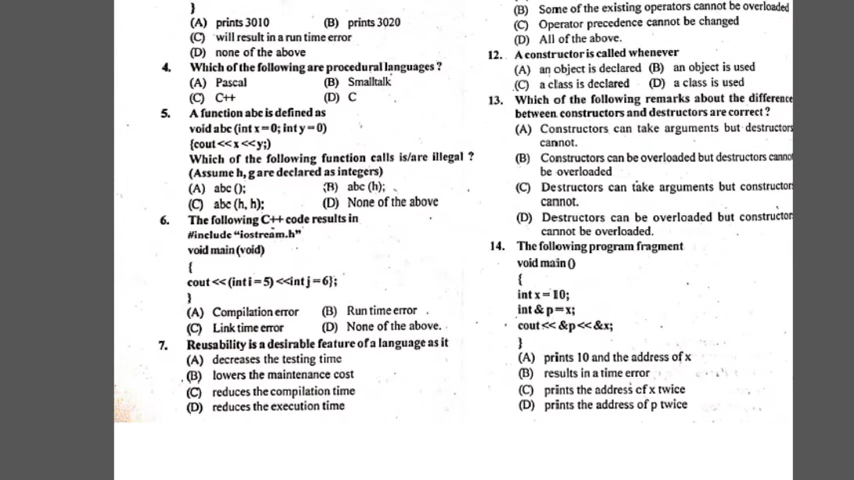 }
(A) prints 3010 (B) prints 3020
(C) will result in a run time error
(D) none of the above
4. Which of the following are procedural languages ?
(A) Pascal (B) Smalltalk
(C) C++ (D) C
5. A function abc is defined as
void abc (int x=0; int y=0)
{cout<<x<<y;)
Which of the following function calls is/are illegal ?
(Assume h, g are declared as integers)
(A) abc (); (B) abc (h);
(C) abc (h, h); (D) None of the above
6. The following C++ code results in
#include "iostream.h"
void main (void)
{
cout <<(int i = 5) <<int j = 6};
}
(A) Compilation error (B) Run time error
(C) Link time error (D) None of the above.
7. Reusability is a desirable feature of a language as it
(A) decreases the testing time
(B) lowers the maintenance cost
(C) reduces the compilation time
(D) reduces the execution time
(B) Some of the existing operators cannot be overloaded
(C) Operator precedence cannot be changed
(D) All of the above.
12. A constructor is called whenever
(A) an object is declared (B) an object is used
(C) a class is declared (D) a class is used
13. Which of the following remarks about the difference
between constructors and destructors are correct ?
(A) Constructors can take arguments but destructors
cannot.
(B) Constructors can be overloaded but destructors canno
be overloaded
(C) Destructors can take arguments but constructor
cannot.
(D) Destructors can be overloaded but constructor
cannot be overloaded.
14. The following program fragment
void main ()
{
int x = 10;
int & p = x;
cout<< &p<< &x;
}
(A) prints 10 and the address of x
(B) results in a time error
(C) prints the address of x twice
(D) prints the address of p twice